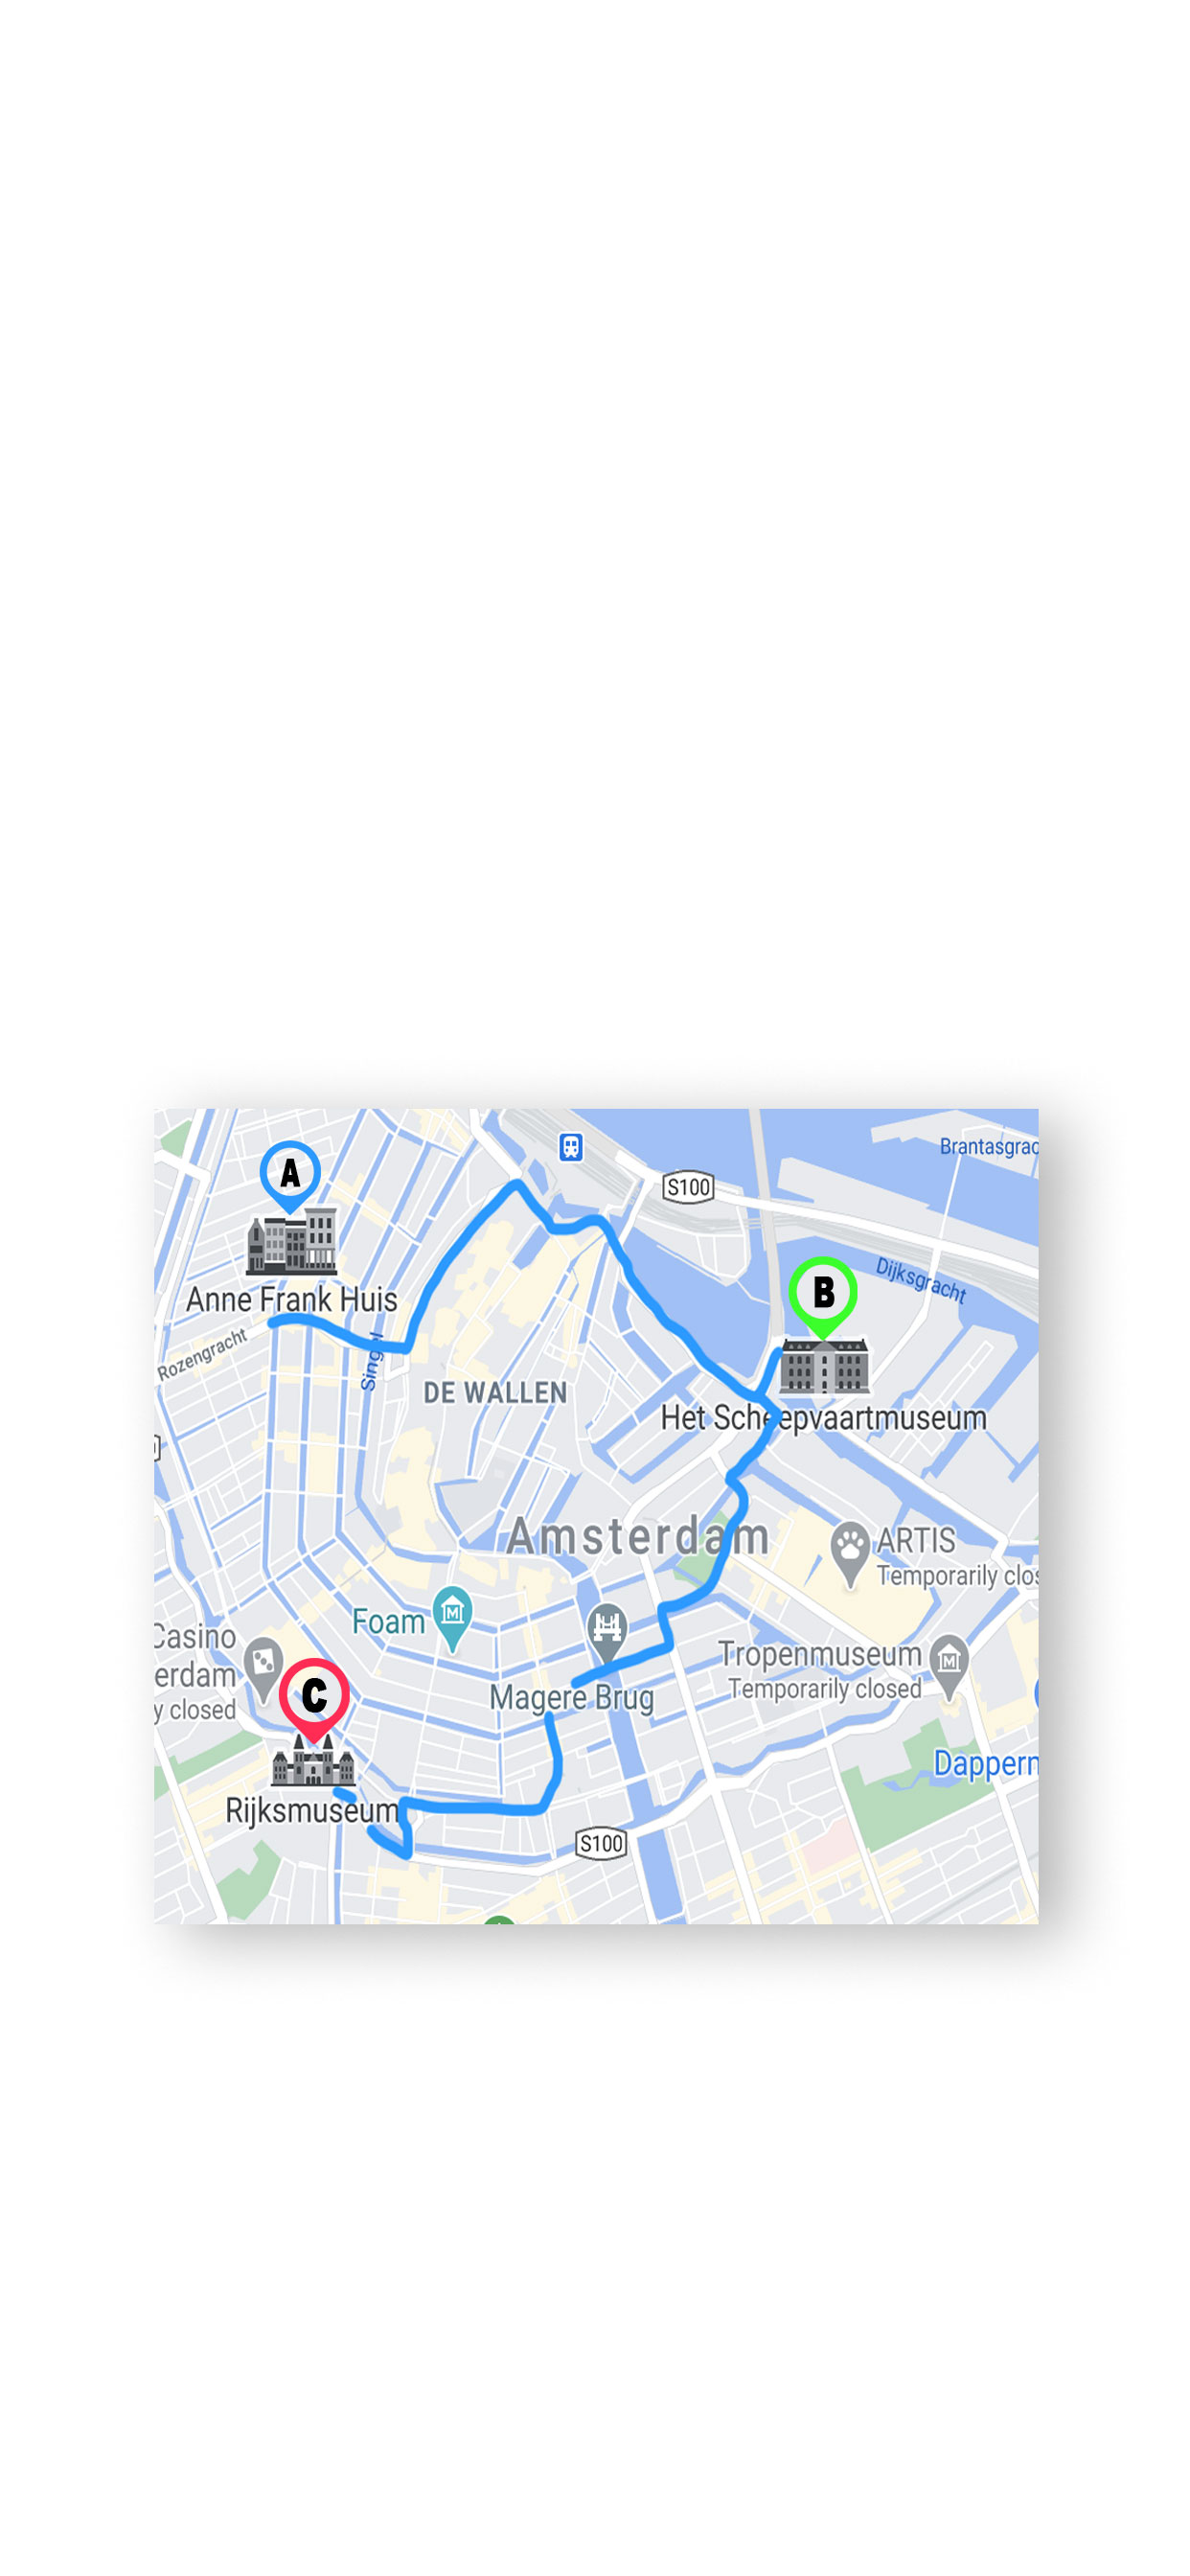 Brantasgrac
S100
A
Dijksgracht
B
Anne Frank Huis
Rozengracht
Singel
DE WALLEN
Het Scheepvaartmuseum
Amsterdam
ARTIS
Temporarily clos
Foam
Casino
erdam
y closed
Tropenmuseum
Temporarily closed
C
Magere Brug
Dappern
Rijksmuseum
S100